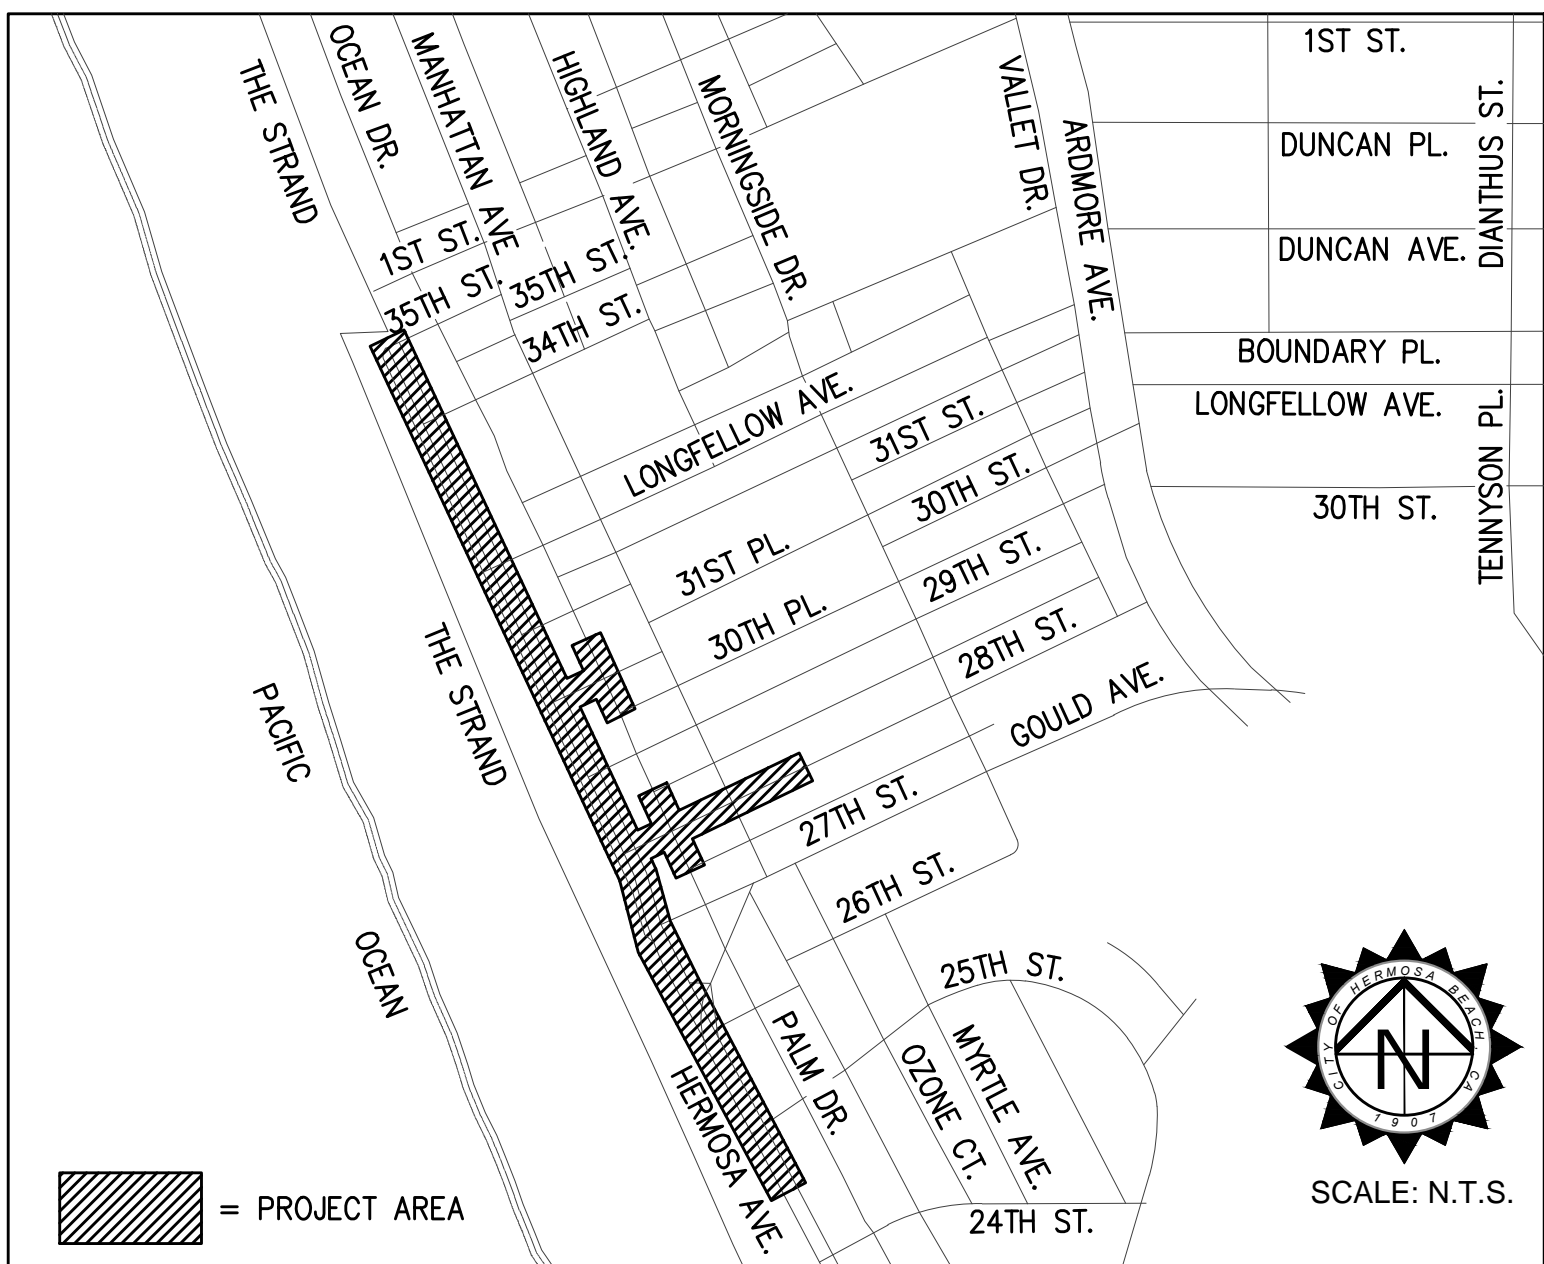 1ST ST.
THE STRAND
OCEAN DR.
MANHATTAN AVE
HIGHLAND AVE.
MORNINGSIDE DR.
VALLET DR.
ARDMORE AVE.
DUNCAN PL.
DIANTHUS ST.
DUNCAN AVE.
1ST ST.
35TH ST.
35TH ST.
34TH ST.
BOUNDARY PL.
LONGFELLOW AVE.
LONGFELLOW AVE.
TENNYSON PL.
31ST ST.
30TH ST.
30TH ST.
31ST PL.
29TH ST.
30TH PL.
28TH ST.
THE STRAND
GOULD AVE.
PACIFIC
OCEAN
27TH ST.
26TH ST.
25TH ST.
PALM DR.
OZONE CT.
MYRTLE AVE.
HERMOSA AVE.
24TH ST.
CITY OF HERMOSA BEACH, CA
N
1907
SCALE: N.T.S.
= PROJECT AREA